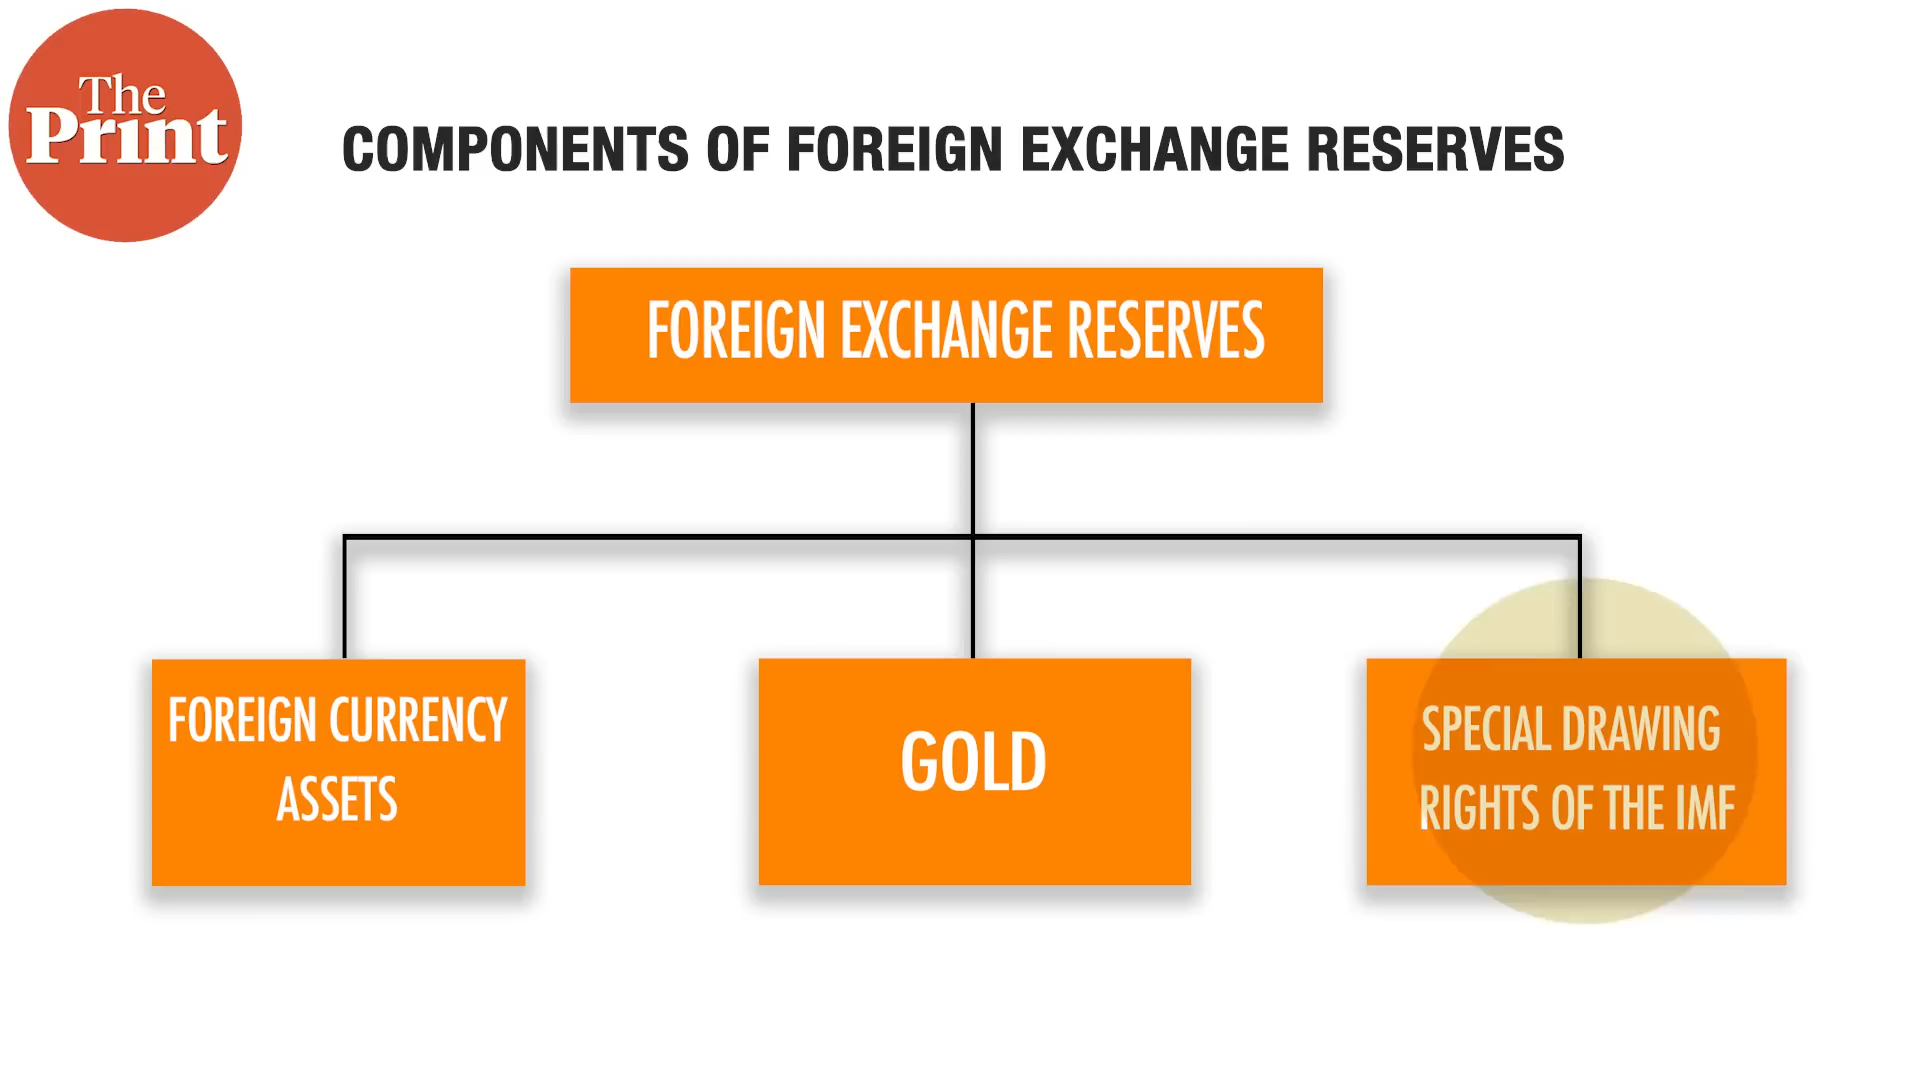 The
Print
COMPONENTS OF FOREIGN EXCHANGE RESERVES
FOREIGN EXCHANGE RESERVES
FOREIGN CURRENCY
ASSETS
GOLD
SPECIAL DRAWING
RIGHTS OF THE IMF